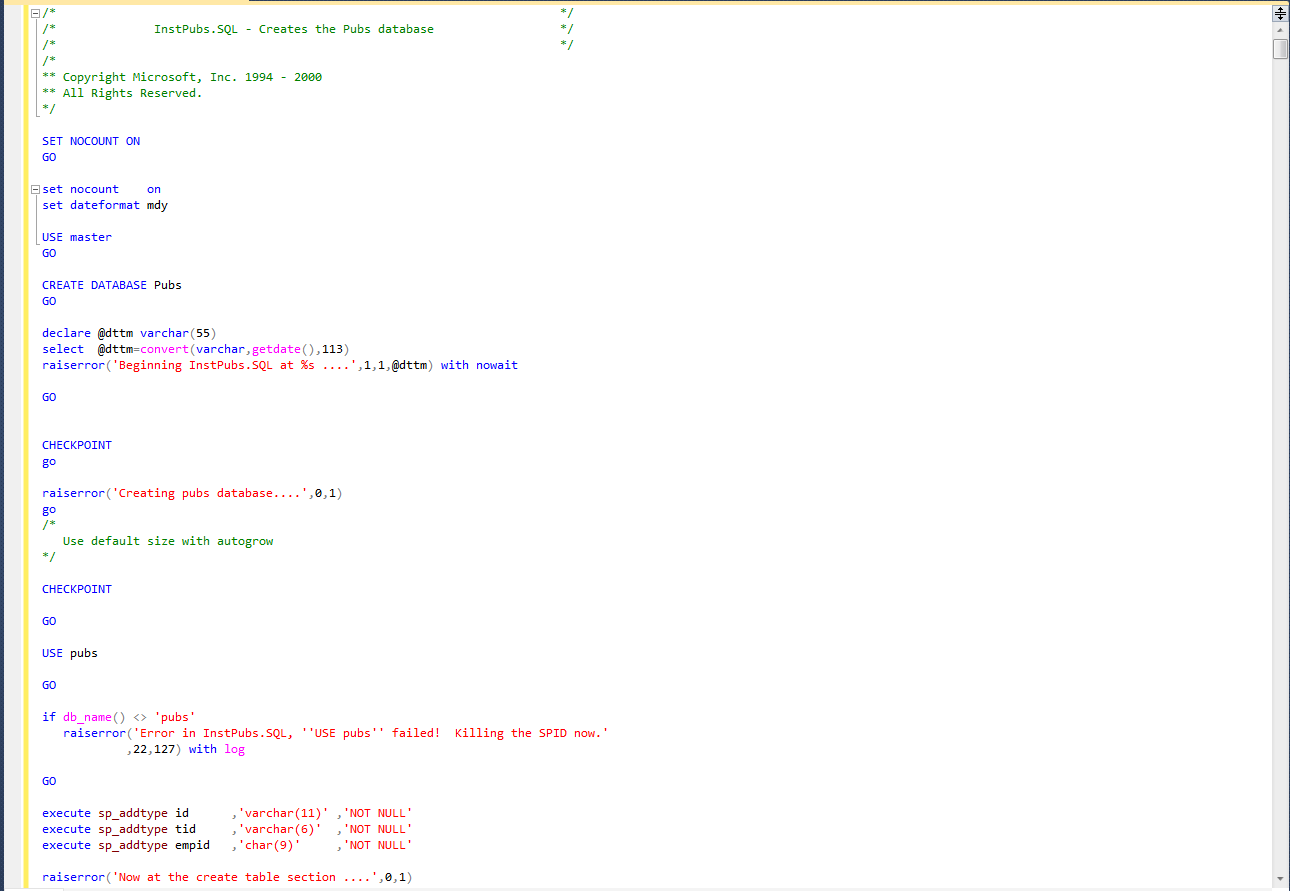 /*                                                                        */
/*              InstPubs.SQL - Creates the Pubs database                  */
/*                                                                        */
/*
** Copyright Microsoft, Inc. 1994 - 2000
** All Rights Reserved.
*/
SET NOCOUNT ON
GO
set nocount    on
set dateformat mdy
USE master
GO
CREATE DATABASE Pubs
GO
declare @dttm varchar(55)
select  @dttm=convert(varchar,getdate(),113)
raiserror('Beginning InstPubs.SQL at %s ....',1,1,@dttm) with nowait
GO
CHECKPOINT
go
raiserror('Creating pubs database....',0,1)
go
/*
   Use default size with autogrow
*/
CHECKPOINT
GO
USE pubs
GO
if db_name() <> 'pubs'
   raiserror('Error in InstPubs.SQL, ''USE pubs'' failed!  Killing the SPID now.'
            ,22,127) with log
GO
execute sp_addtype id      ,'varchar(11)' ,'NOT NULL'
execute sp_addtype tid     ,'varchar(6)'  ,'NOT NULL'
execute sp_addtype empid   ,'char(9)'     ,'NOT NULL'
raiserror('Now at the create table section ....',0,1)